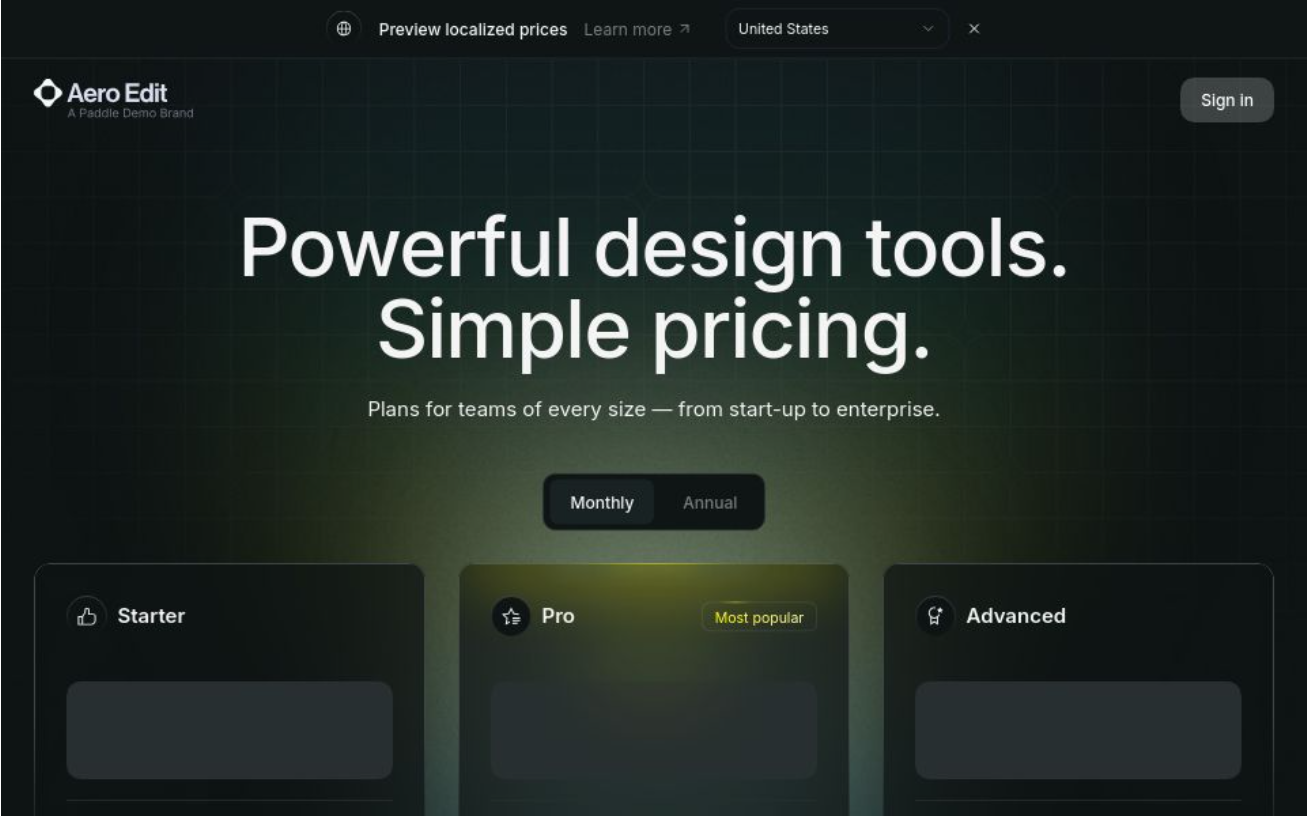 Preview localized prices Learn more United States
Aero Edit
A Paddle Demo Brand
Sign in
Powerful design tools.
Simple pricing.
Plans for teams of every size — from start-up to enterprise.
Monthly Annual
Starter
Pro Most popular
Advanced